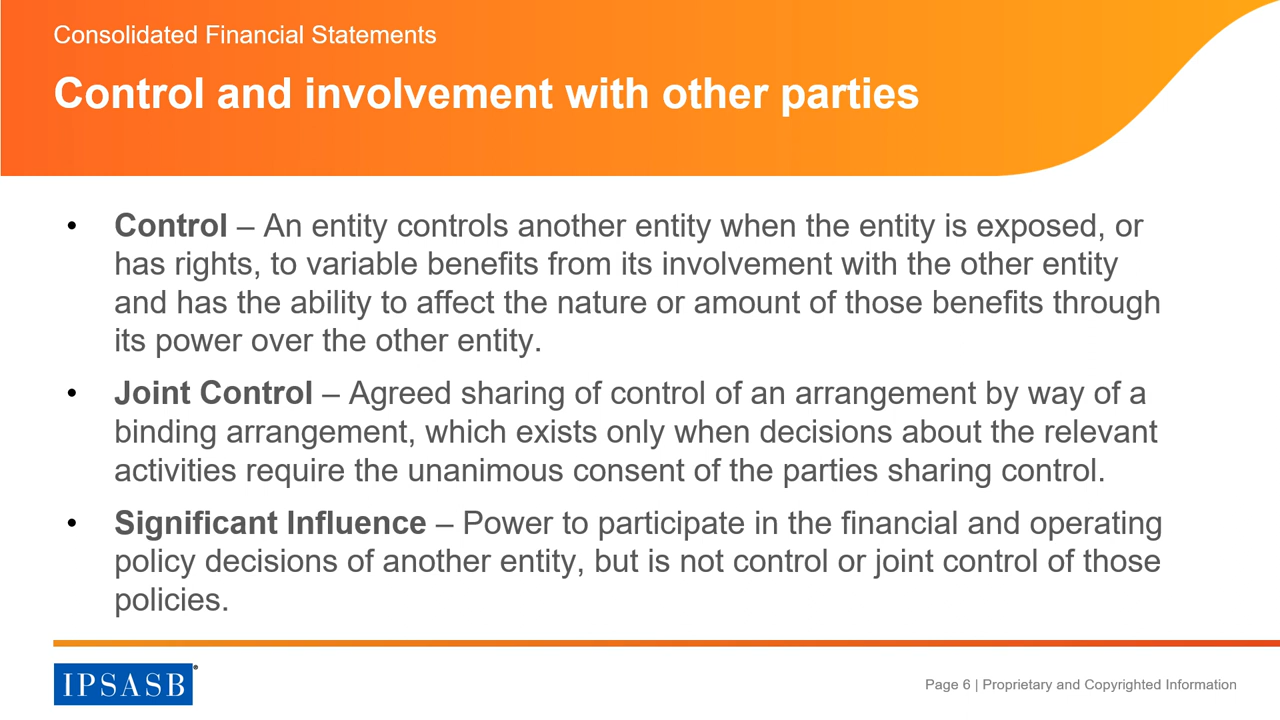 Consolidated Financial Statements
Control and involvement with other parties
• Control – An entity controls another entity when the entity is exposed, or
has rights, to variable benefits from its involvement with the other entity
and has the ability to affect the nature or amount of those benefits through
its power over the other entity.
• Joint Control – Agreed sharing of control of an arrangement by way of a
binding arrangement, which exists only when decisions about the relevant
activities require the unanimous consent of the parties sharing control.
• Significant Influence – Power to participate in the financial and operating
policy decisions of another entity, but is not control or joint control of those
policies.
IPSASB®
Page 6 | Proprietary and Copyrighted Information